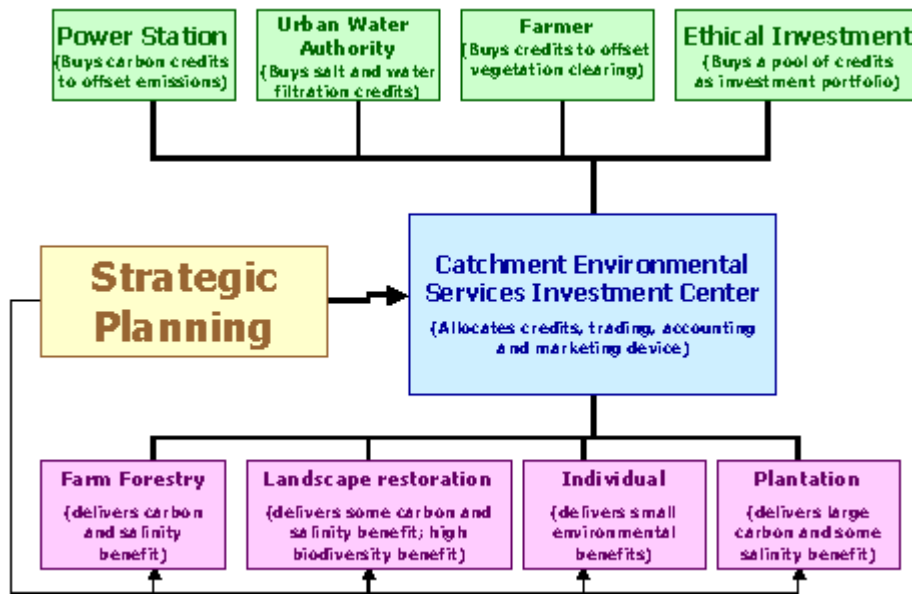 Power Station
(Buys carbon credits
to offset emissions)
Urban Water
Authority
(Buys salt and water
filtration credits)
Farmer
(Buys credits to offset
vegetation clearing)
Ethical Investment
(Buys a pool of credits
as investment portfolio)
Strategic
Planning
Catchment Environmental
Services Investment Center
(Allocates credits, trading, accounting
and marketing device)
Farm Forestry
(delivers carbon
and salinity
benefit)
Landscape restoration
(delivers some carbon and
salinity benefit; high
biodiversity benefit)
Individual
(delivers small
environmental
benefits)
Plantation
(delivers large
carbon and some
salinity benefit)